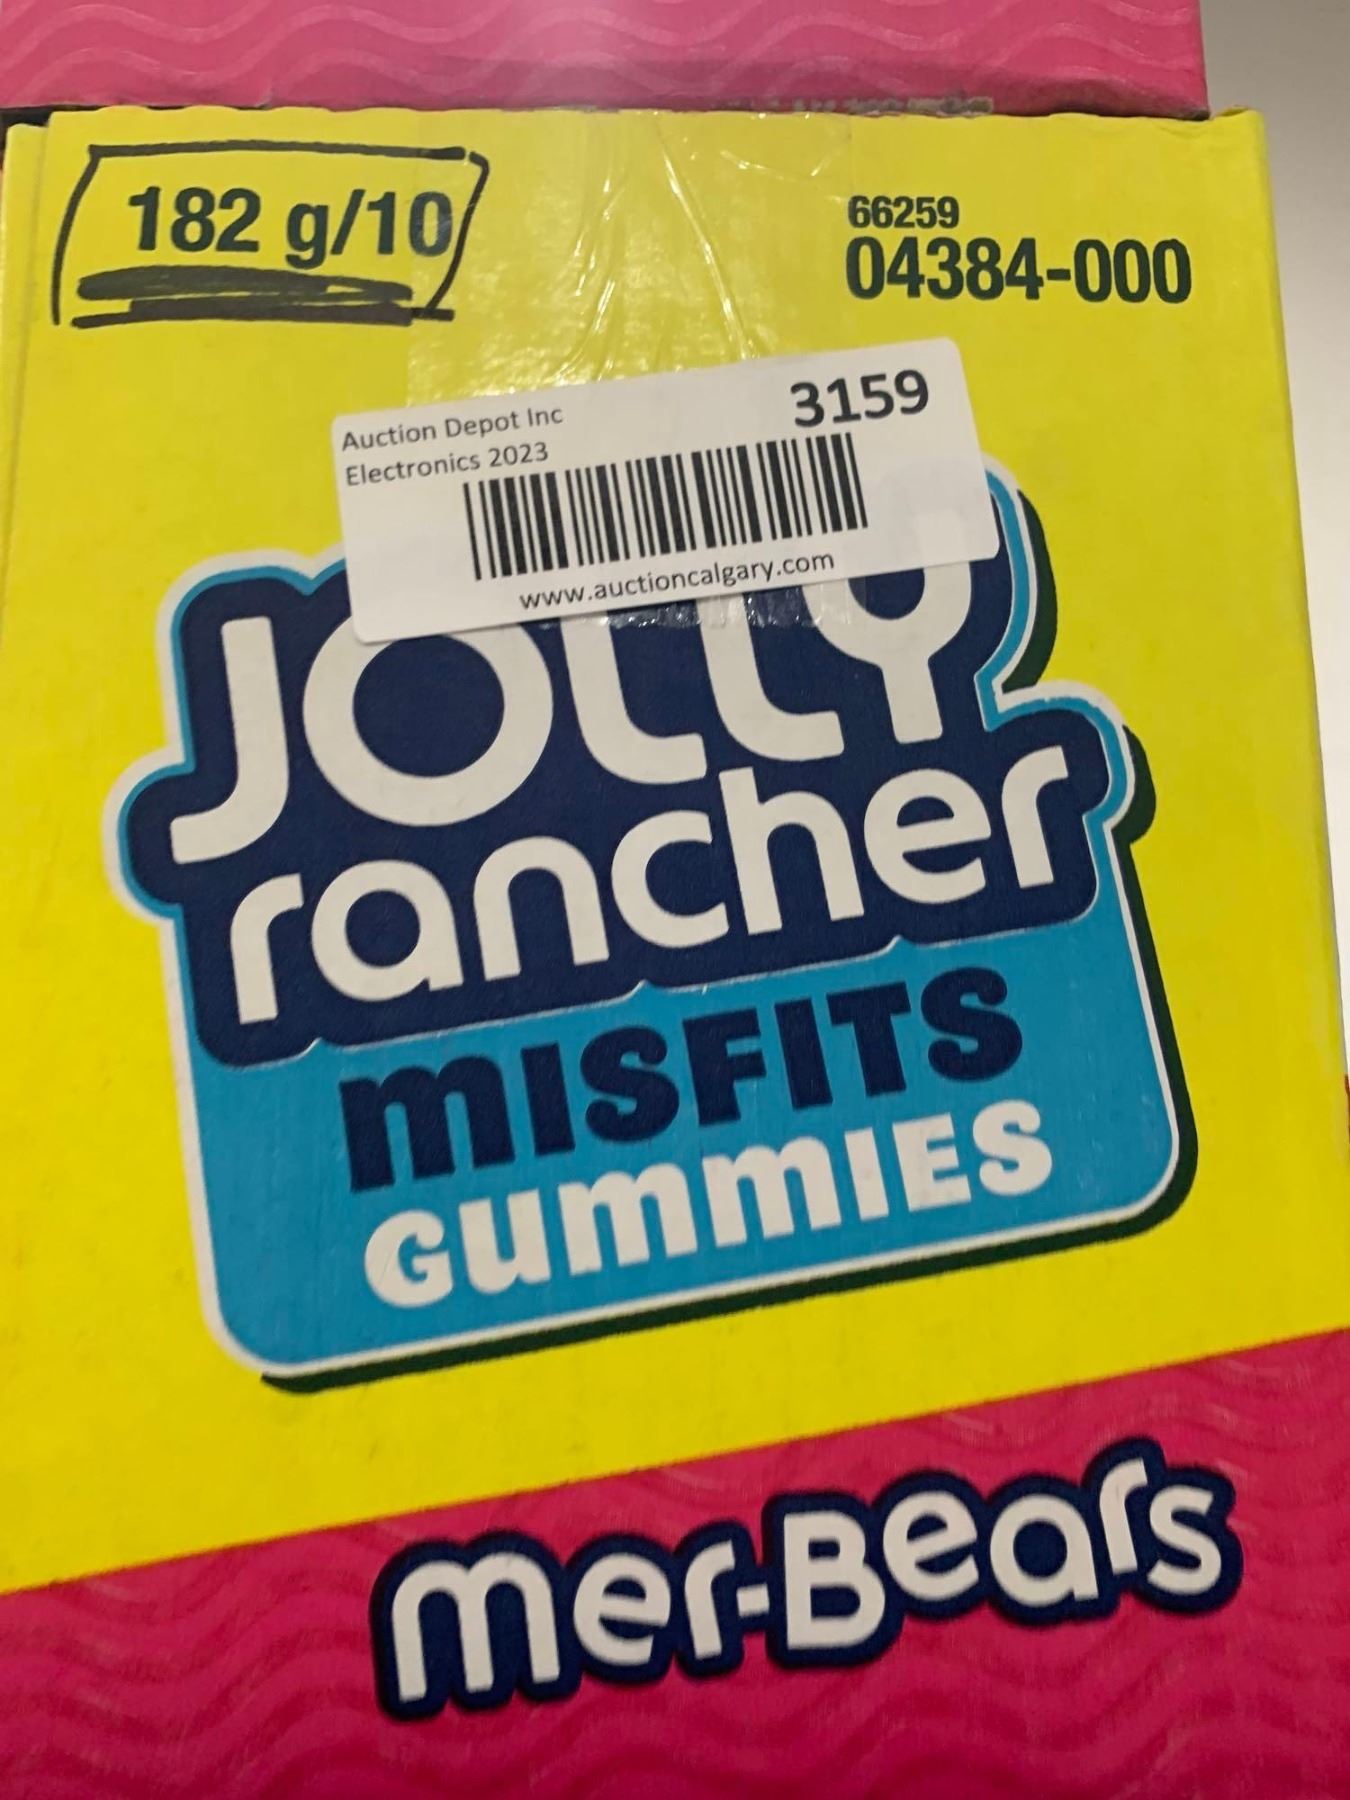 182 g/10
66259
04384-000
Auction Depot Inc
3159
Electronics 2023
www.auctioncalgary.com
JOLLY
rancher
MISFITS
GUMMIES
mer-Bears